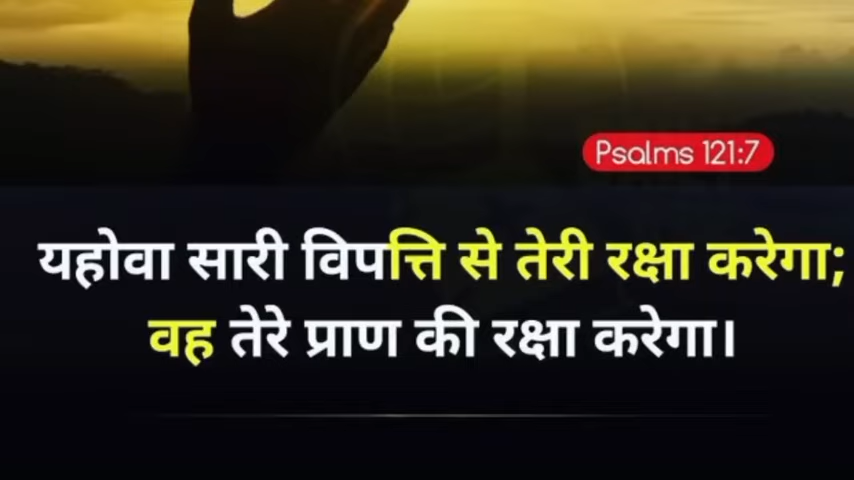 Psalms 121:7
यहोवा सारी विपत्ति से तेरी रक्षा करेगा;
वह तेरे प्राण की रक्षा करेगा।